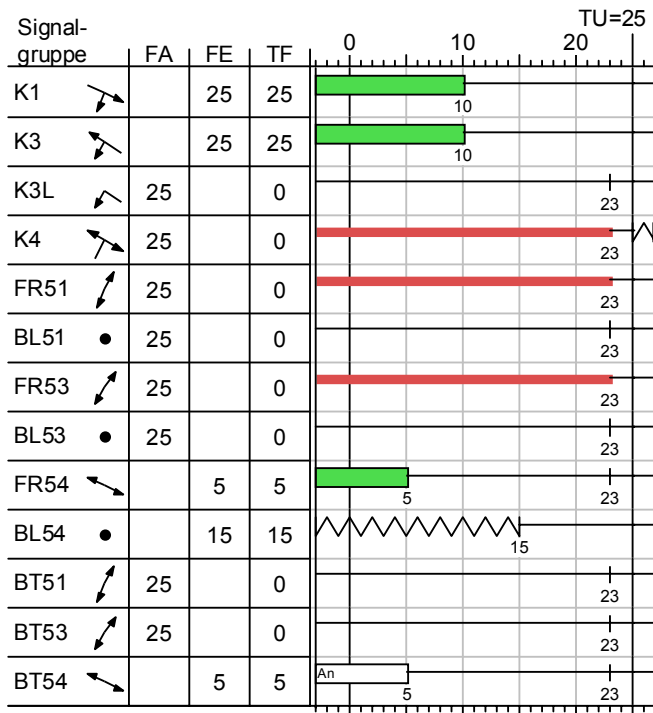 TU=25
Signal-
gruppe FA FE TF 0 10 20
K1 25 25 10
K3 25 25 10
K3L 25 0 23
K4 25 0 23
FR51 25 0 23
BL51 25 0 23
FR53 25 0 23
BL53 25 0 23
FR54 5 5 5 23
BL54 15 15 15
BT51 25 0 23
BT53 25 0 23
BT54 5 5 An 5 23